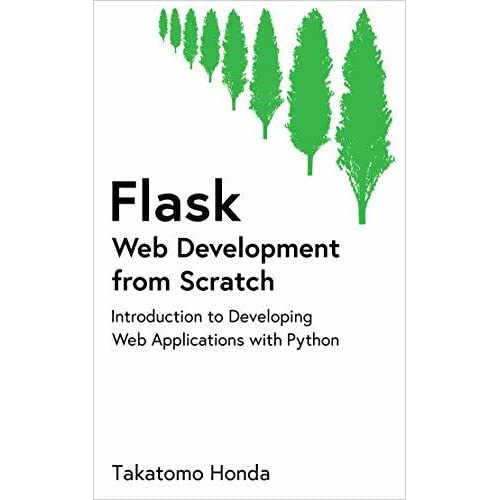 Flask
Web Development
from Scratch
Introduction to Developing
Web Applications with Python
Takatomo Honda